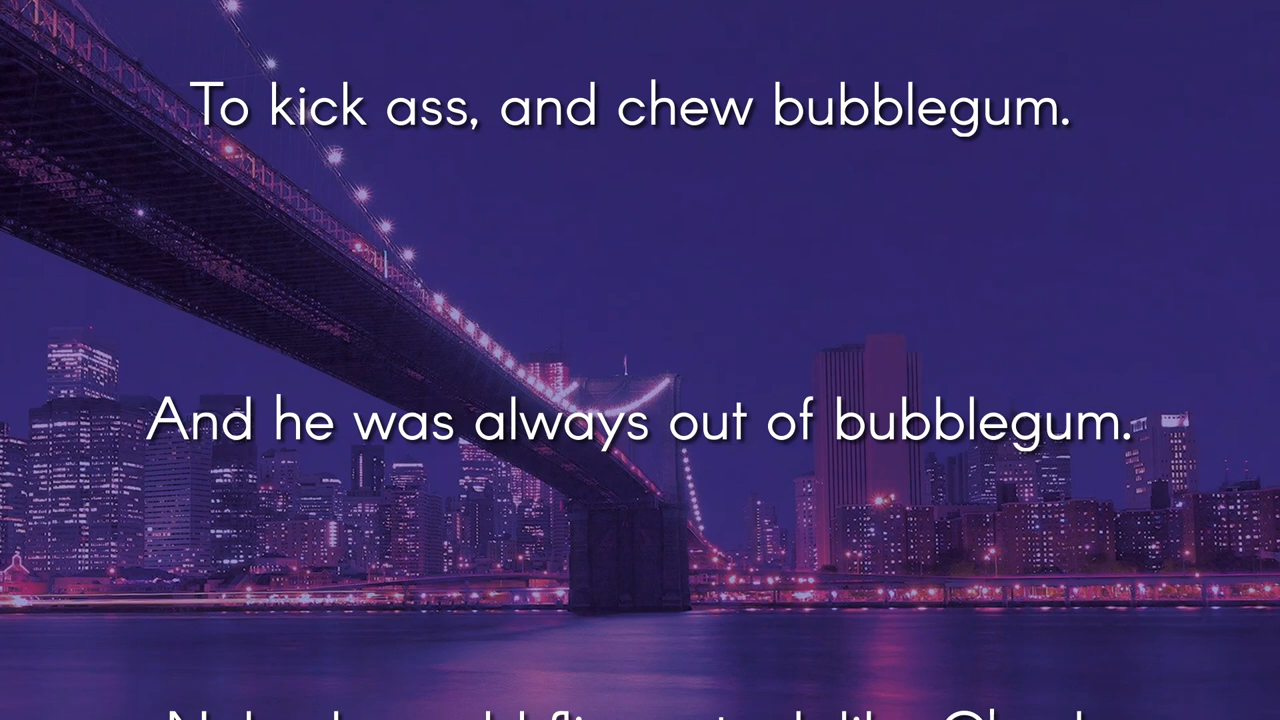 To kick ass, and chew bubblegum.
And he was always out of bubblegum.